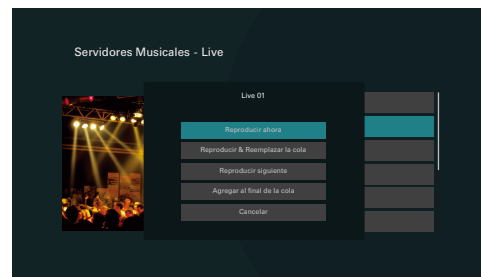 Servidores Musicales - Live
Live 01
Reproducir ahora
Reproducir & Reemplazar la cola
Reproducir siguiente
Agregar al final de la cola
Cancelar